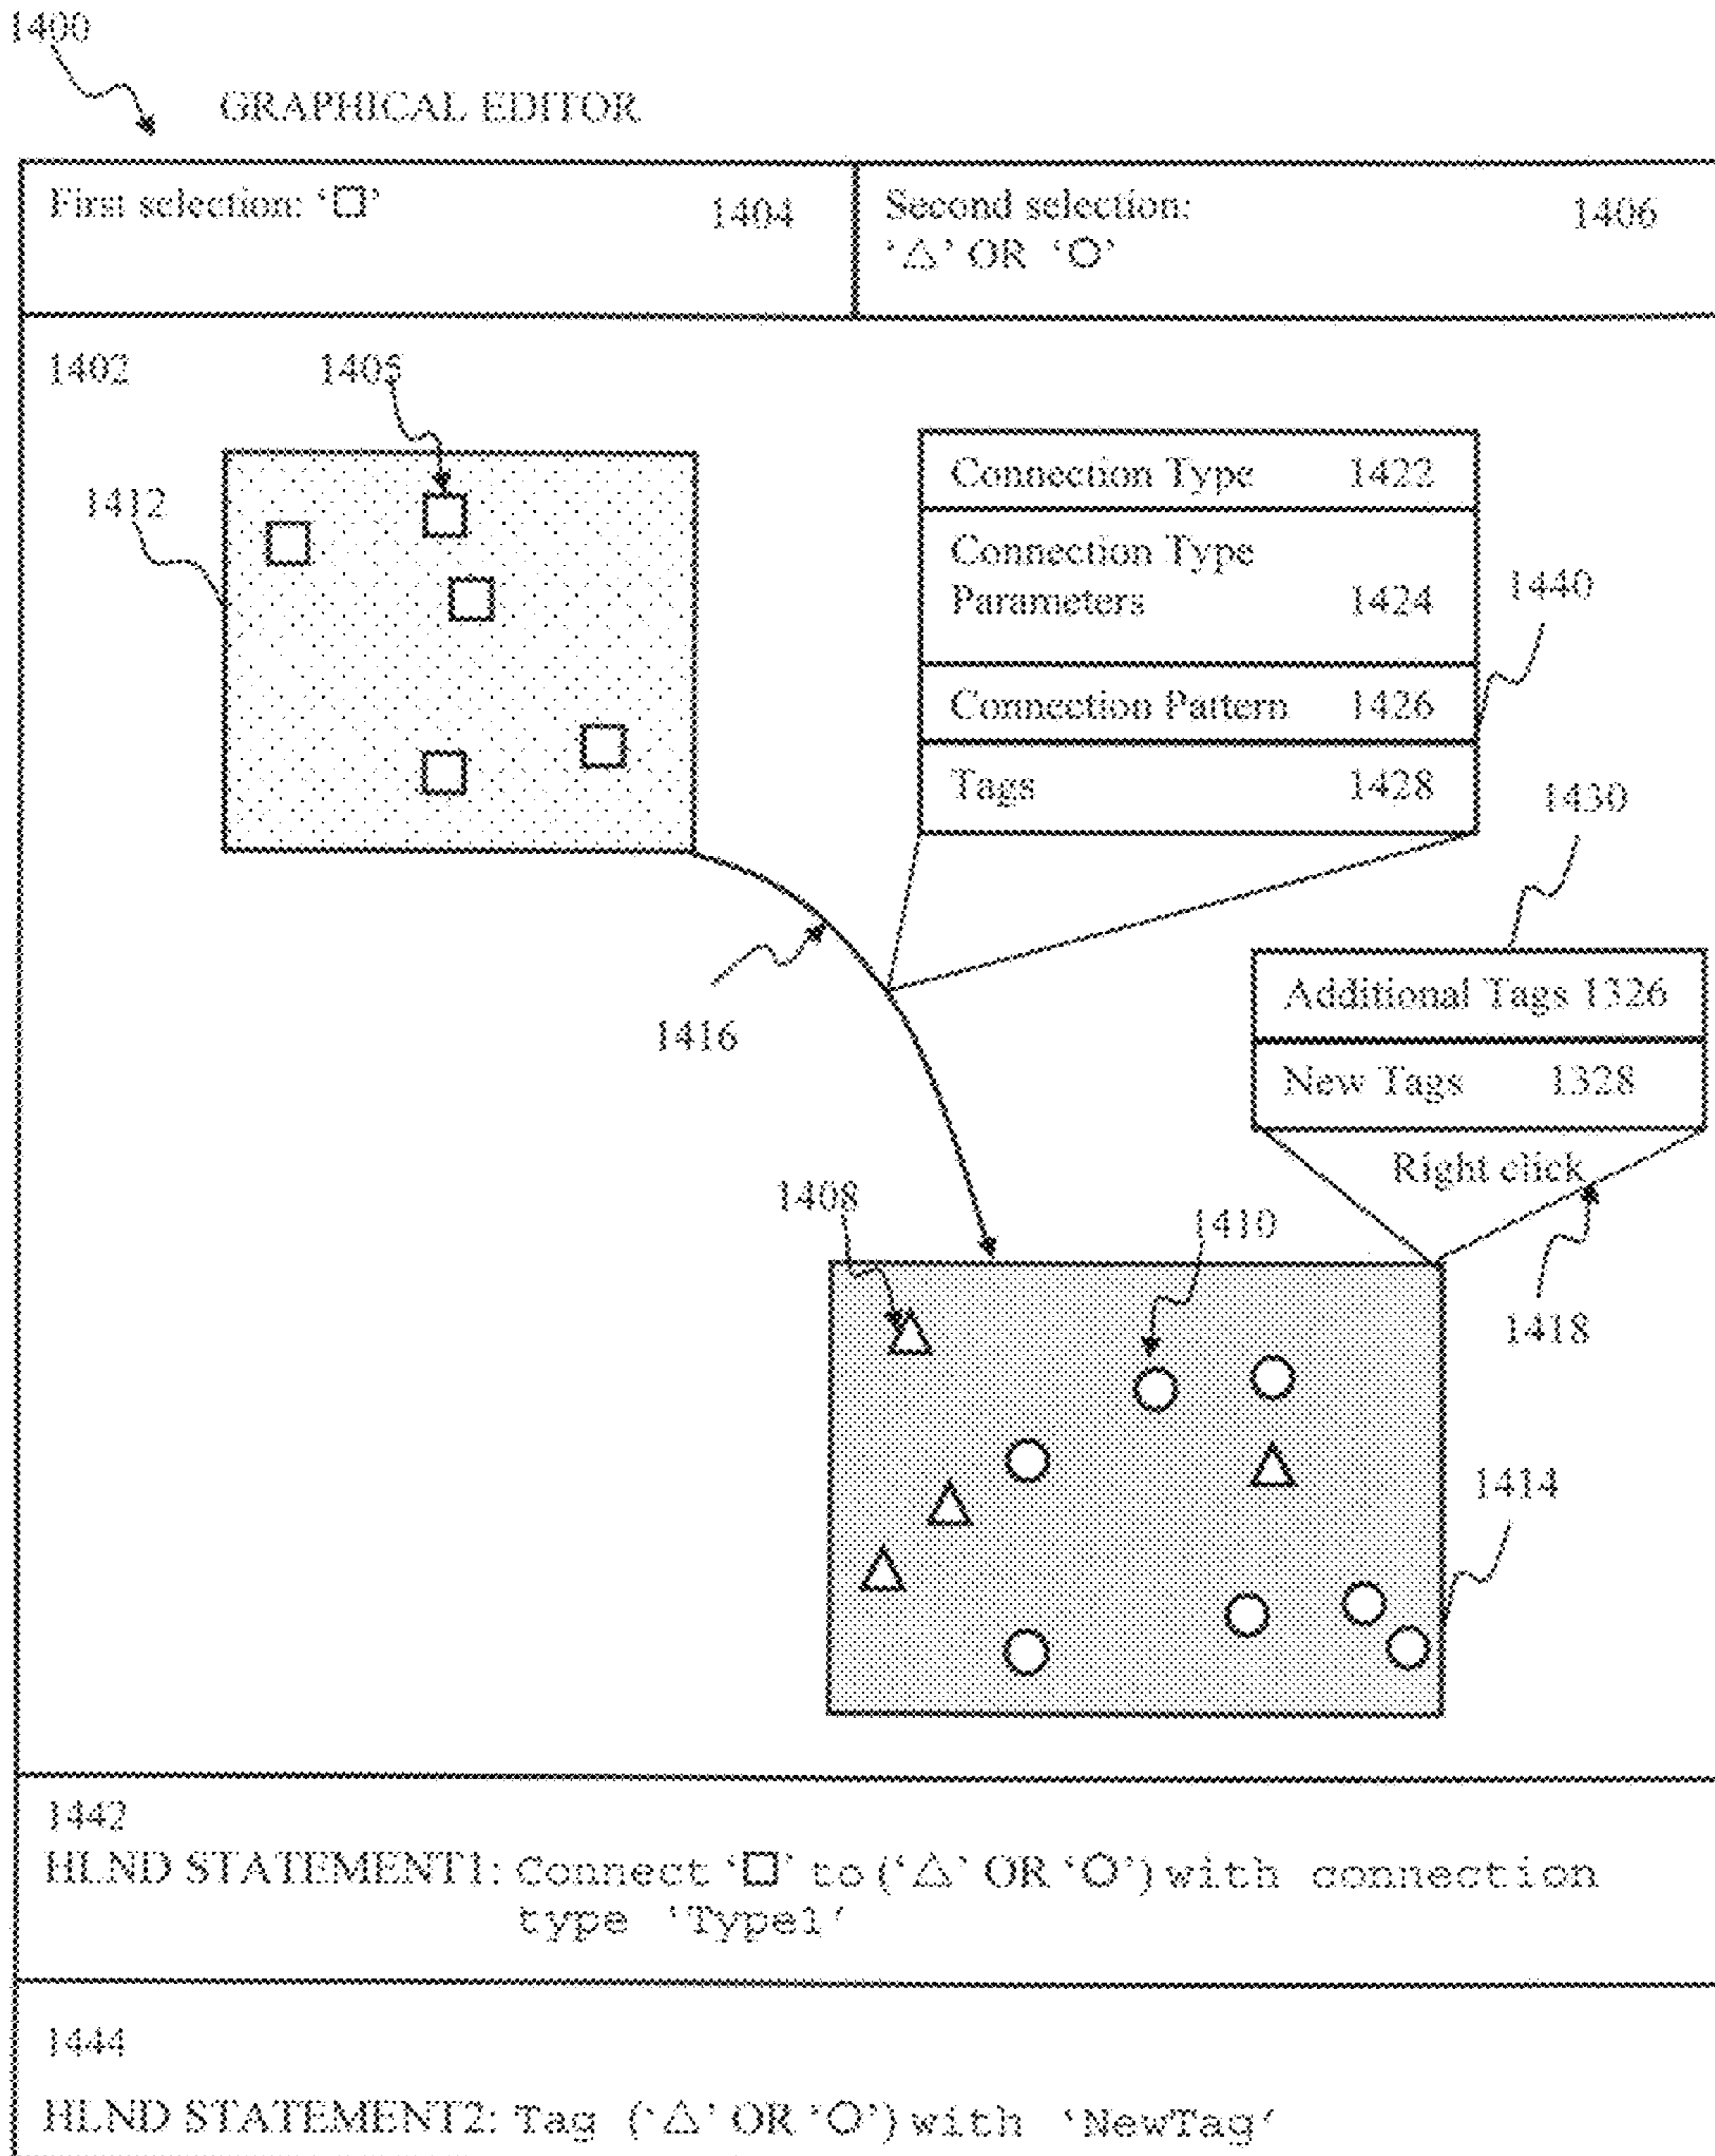 1400
GRAPHICAL EDITOR
First selection: ‘□’ 1404
Second selection: 1406
‘△’ OR ‘○’
1402
1405
1412
Connection Type 1422
Connection Type
Parameters 1424
1440
Connection Pattern 1426
Tags 1428
1430
1416
Additional Tags 1326
New Tags 1328
Right click
1408
1410
1418
1414
1442
HLND STATEMENT1: Connect ‘□’ to (‘△’ OR ‘○’) with connection
type ‘Type1’
1444
HLND STATEMENT2: Tag (‘△’ OR ‘○’) with ‘NewTag’